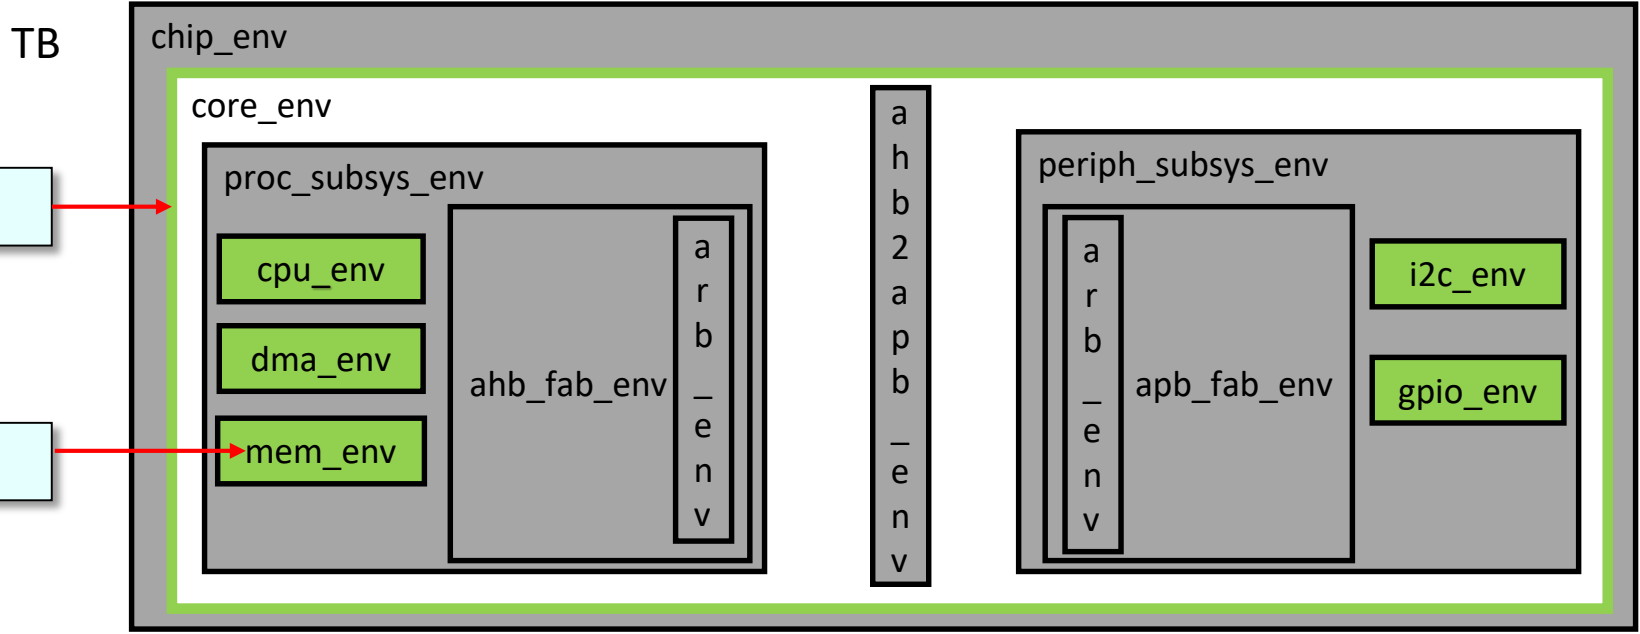 TB
chip_env
core_env
proc_subsys_env
cpu_env
dma_env
mem_env
ahb_fab_env
arb_env
ahb2apb_env
periph_subsys_env
arb_env
apb_fab_env
i2c_env
gpio_env